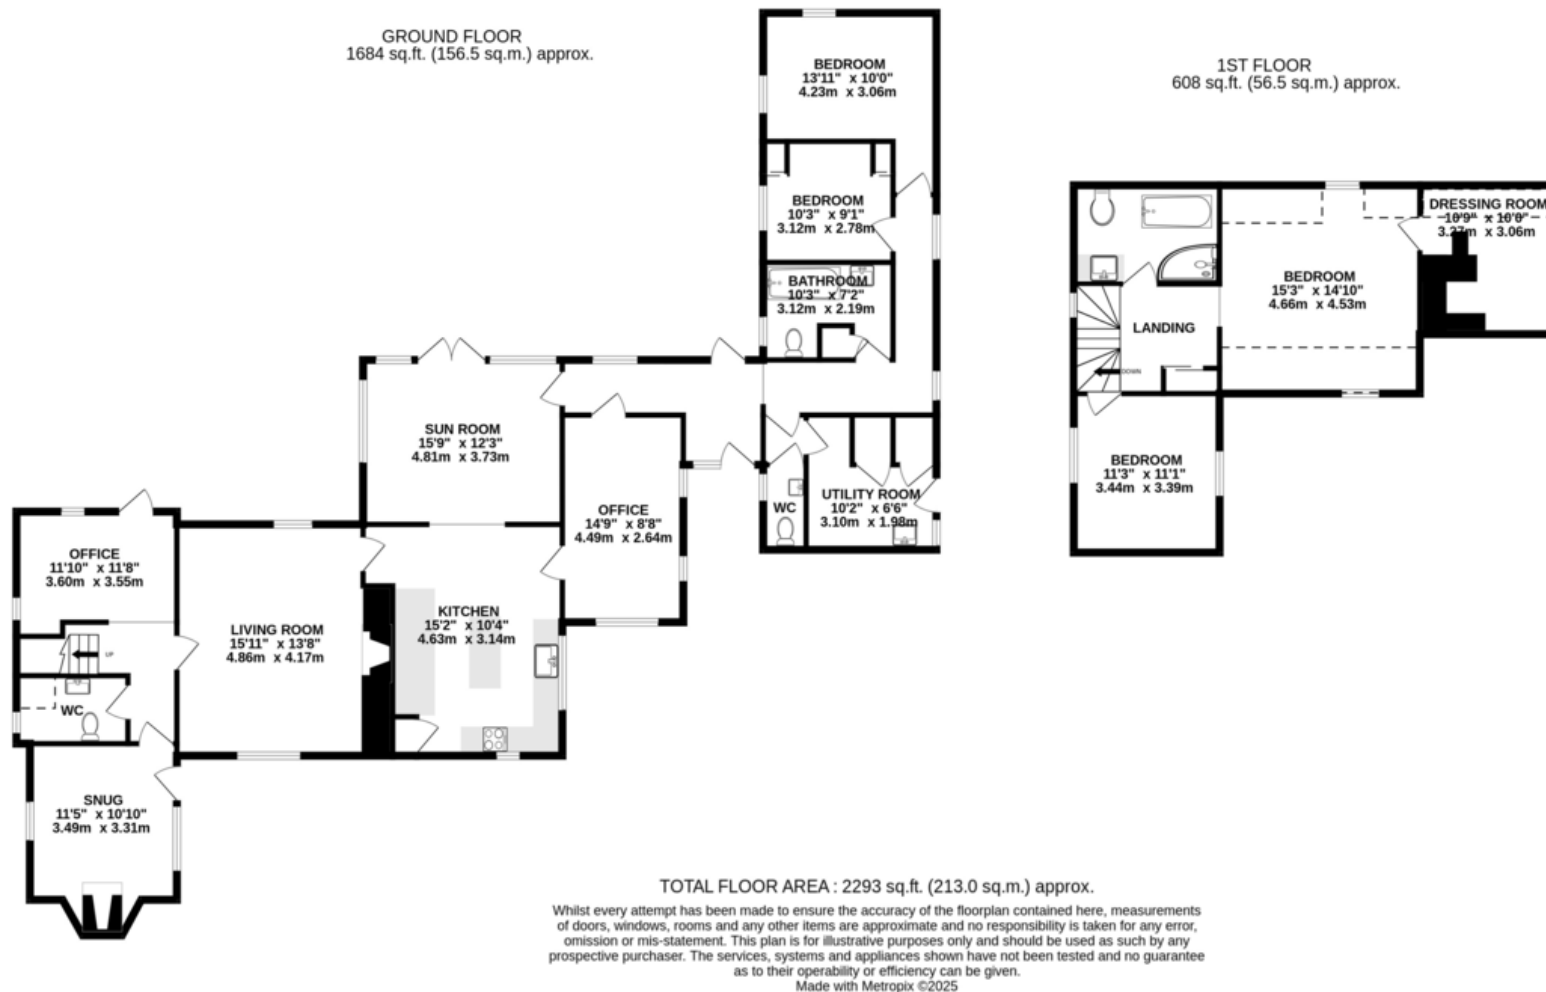 GROUND FLOOR
1684 sq.ft. (156.5 sq.m.) approx.
1ST FLOOR
608 sq.ft. (56.5 sq.m.) approx.
BEDROOM
13'11" x 10'0"
4.23m x 3.06m
BEDROOM
10'3" x 9'1"
3.12m x 2.78m
BATHROOM
10'3" x 7'2"
3.12m x 2.19m
SUN ROOM
15'9" x 12'3"
4.81m x 3.73m
OFFICE
14'9" x 8'8"
4.49m x 2.64m
WC
UTILITY ROOM
10'2" x 6'6"
3.10m x 1.98m
OFFICE
11'10" x 11'8"
3.60m x 3.55m
UP
WC
LIVING ROOM
15'11" x 13'8"
4.86m x 4.17m
KITCHEN
15'2" x 10'4"
4.63m x 3.14m
SNUG
11'5" x 10'10"
3.49m x 3.31m
DRESSING ROOM
10'9" x 10'0"
3.27m x 3.06m
BEDROOM
15'3" x 14'10"
4.66m x 4.53m
LANDING
DOWN
BEDROOM
11'3" x 11'1"
3.44m x 3.39m
TOTAL FLOOR AREA : 2293 sq.ft. (213.0 sq.m.) approx.
Whilst every attempt has been made to ensure the accuracy of the floorplan contained here, measurements
of doors, windows, rooms and any other items are approximate and no responsibility is taken for any error,
omission or mis-statement. This plan is for illustrative purposes only and should be used as such by any
prospective purchaser. The services, systems and appliances shown have not been tested and no guarantee
as to their operability or efficiency can be given.
Made with Metropix ©2025